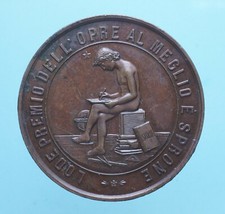 LODE PREMIO DELL'OPRE AL MEGLIO È SPRONE